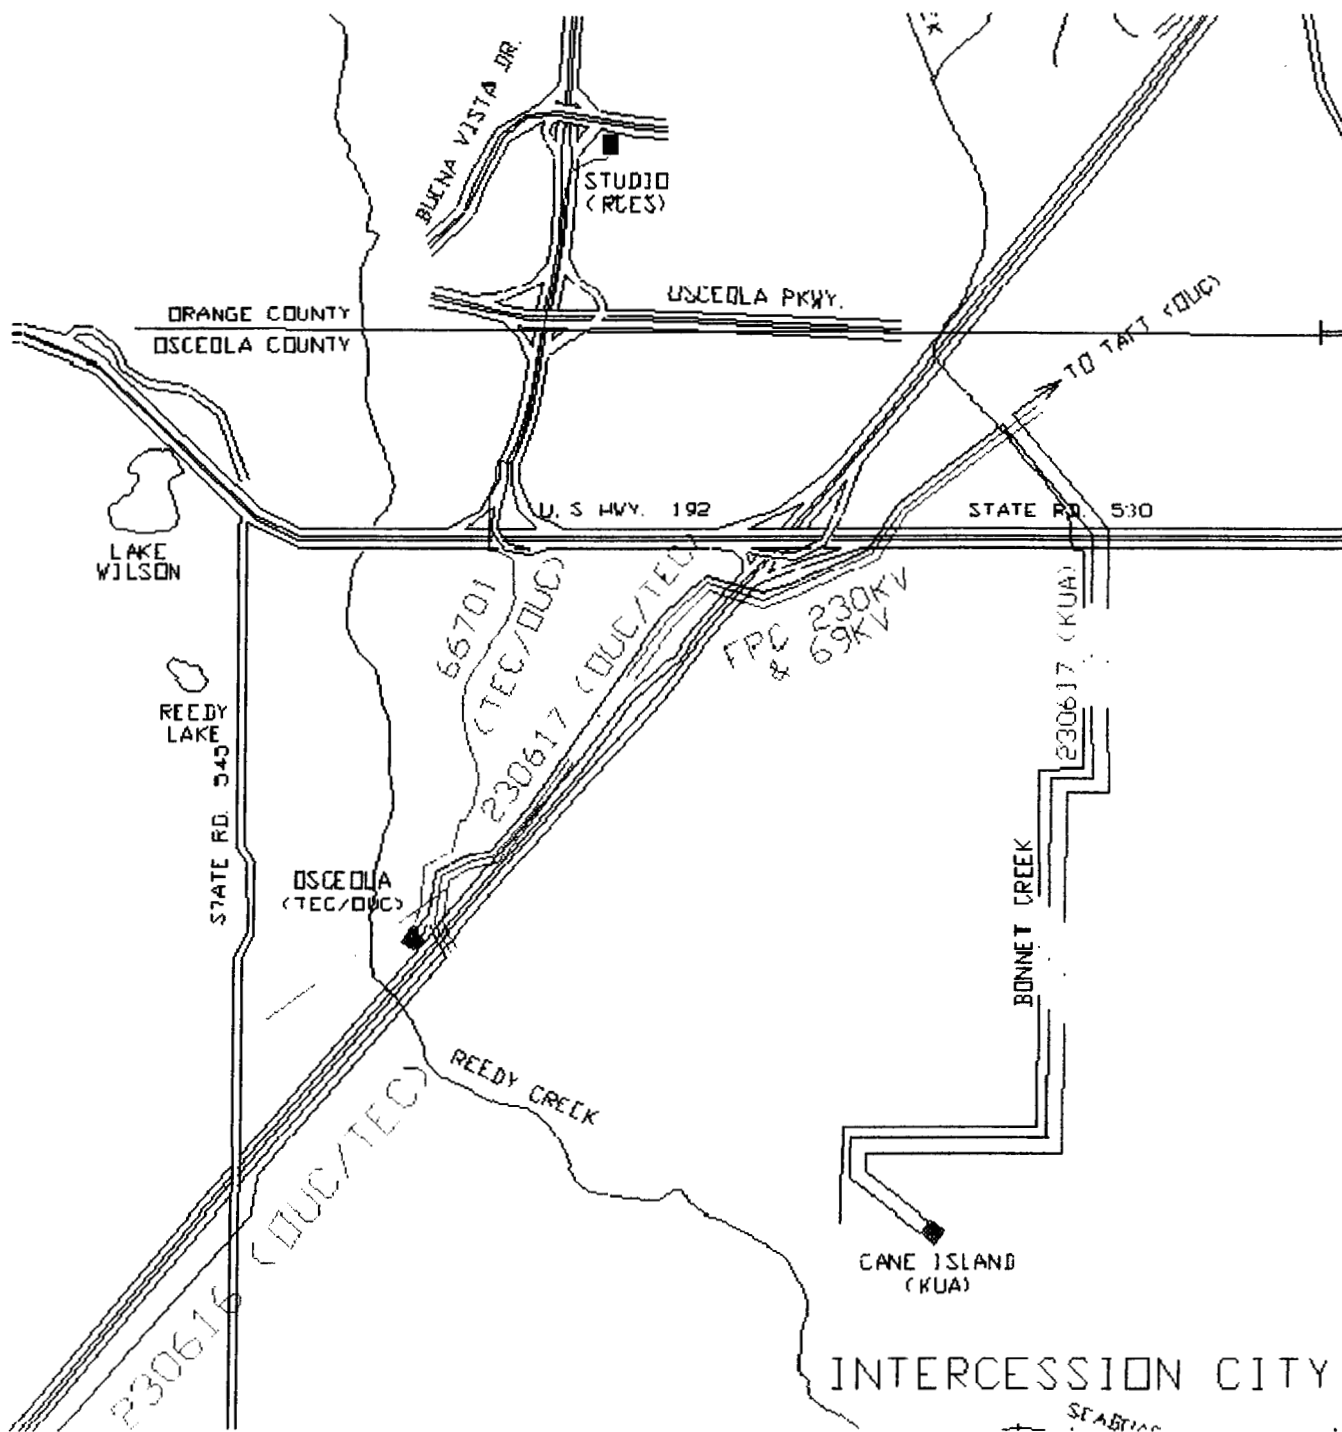 BUENA VISTA DR.
STUDIO
(RCES)
OSCEOLA PKWY.
ORANGE COUNTY
OSCEOLA COUNTY
TO TAFT (OUC)
U.S HWY. 192
STATE RD. 530
LAKE
WILSON
66701
(TEC/OUC)
230617 (OUC/TEC)
FPC 230KV
& 69KV
230617 (KUA)
REEDY
LAKE
STATE RD. 545
OSCEOLA
(TEC/OUC)
BONNET CREEK
REEDY CREEK
230616 (OUC/TEC)
CANE ISLAND
(KUA)
INTERCESSION CITY